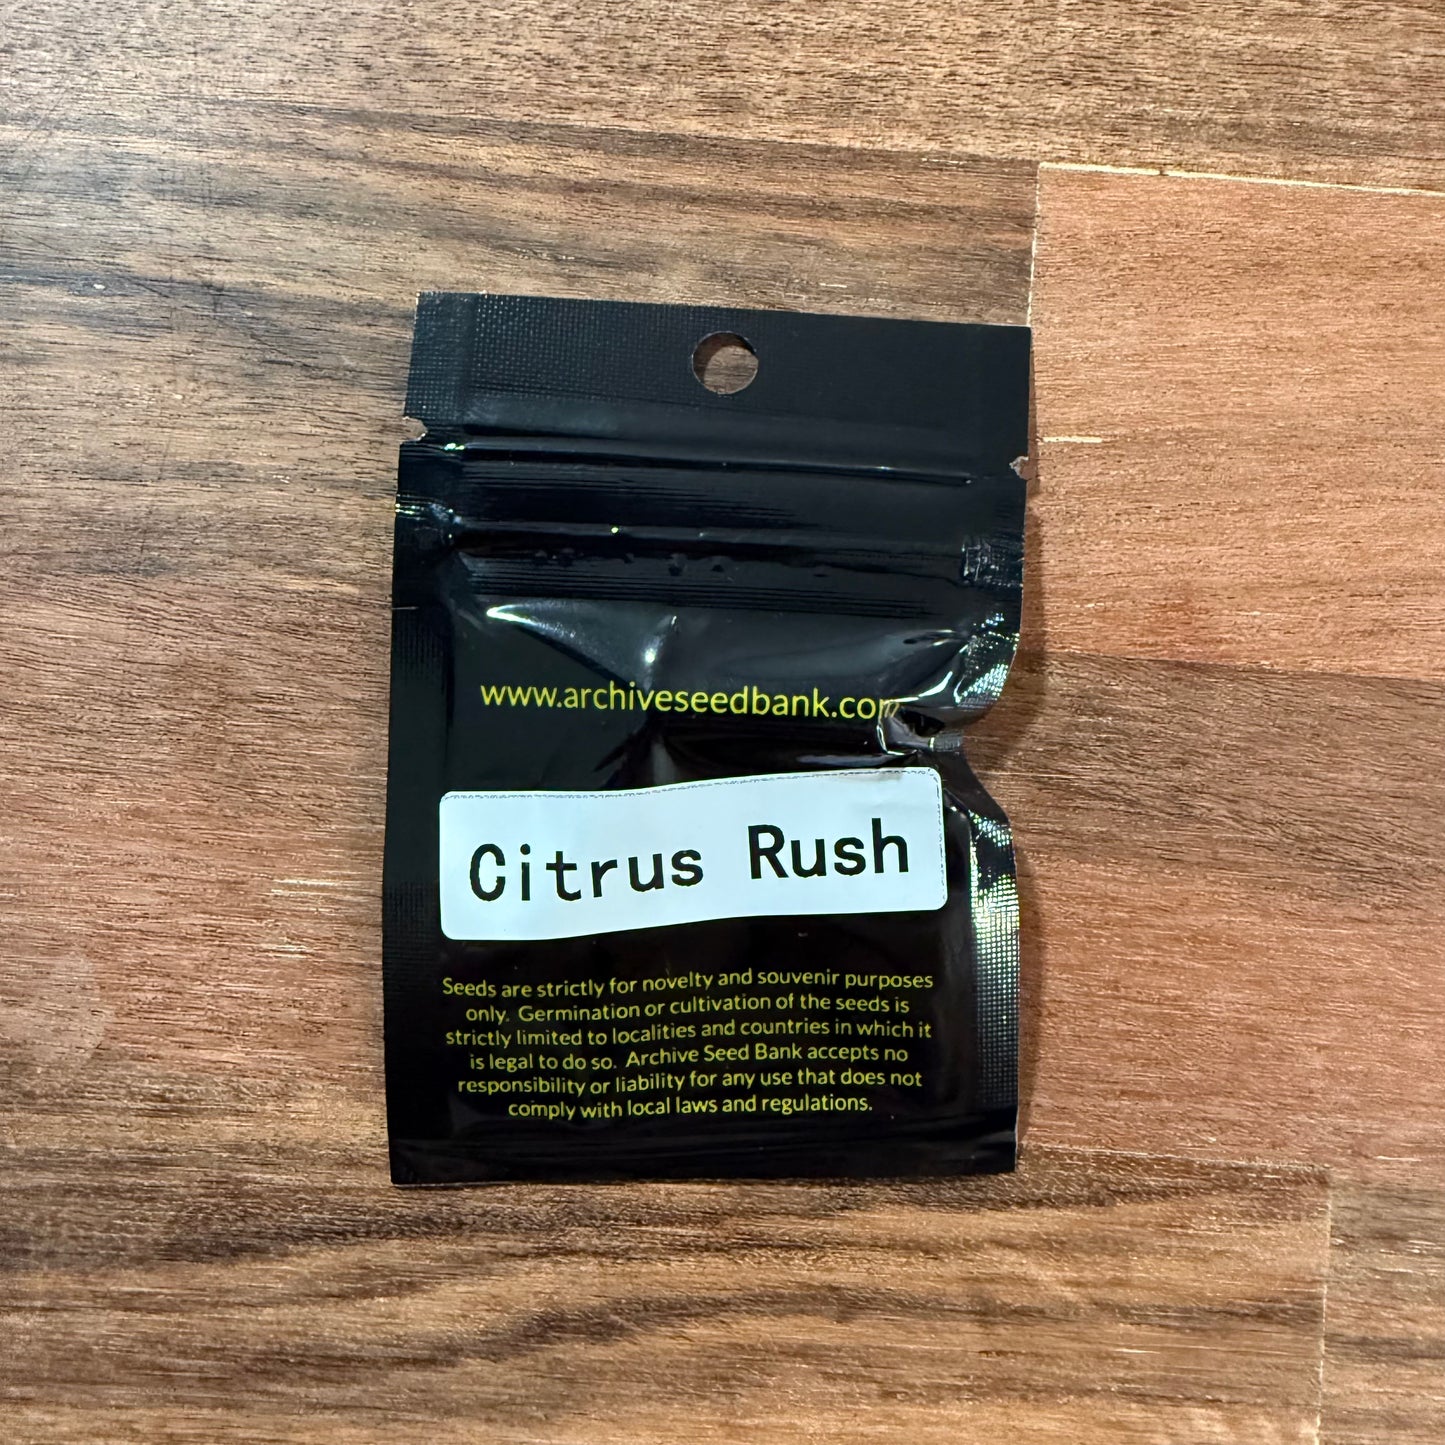 www.archiveseedbank.com
Citrus Rush
Seeds are strictly for novelty and souvenir purposes
only. Germination or cultivation of the seeds is
strictly limited to localities and countries in which it
is legal to do so. Archive Seed Bank accepts no
responsibility or liability for any use that does not
comply with local laws and regulations.